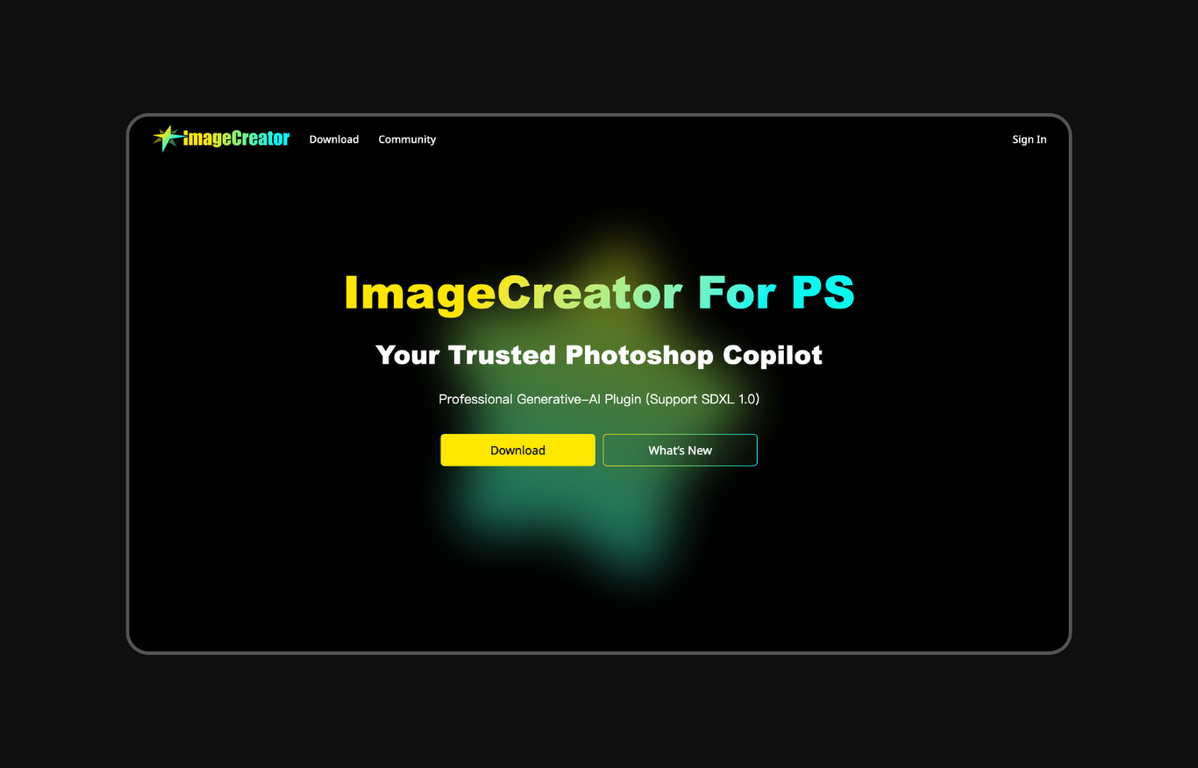 imageCreator
Download
Community
Sign In
ImageCreator For PS
Your Trusted Photoshop Copilot
Professional Generative–AI Plugin (Support SDXL 1.0)
Download
What's New